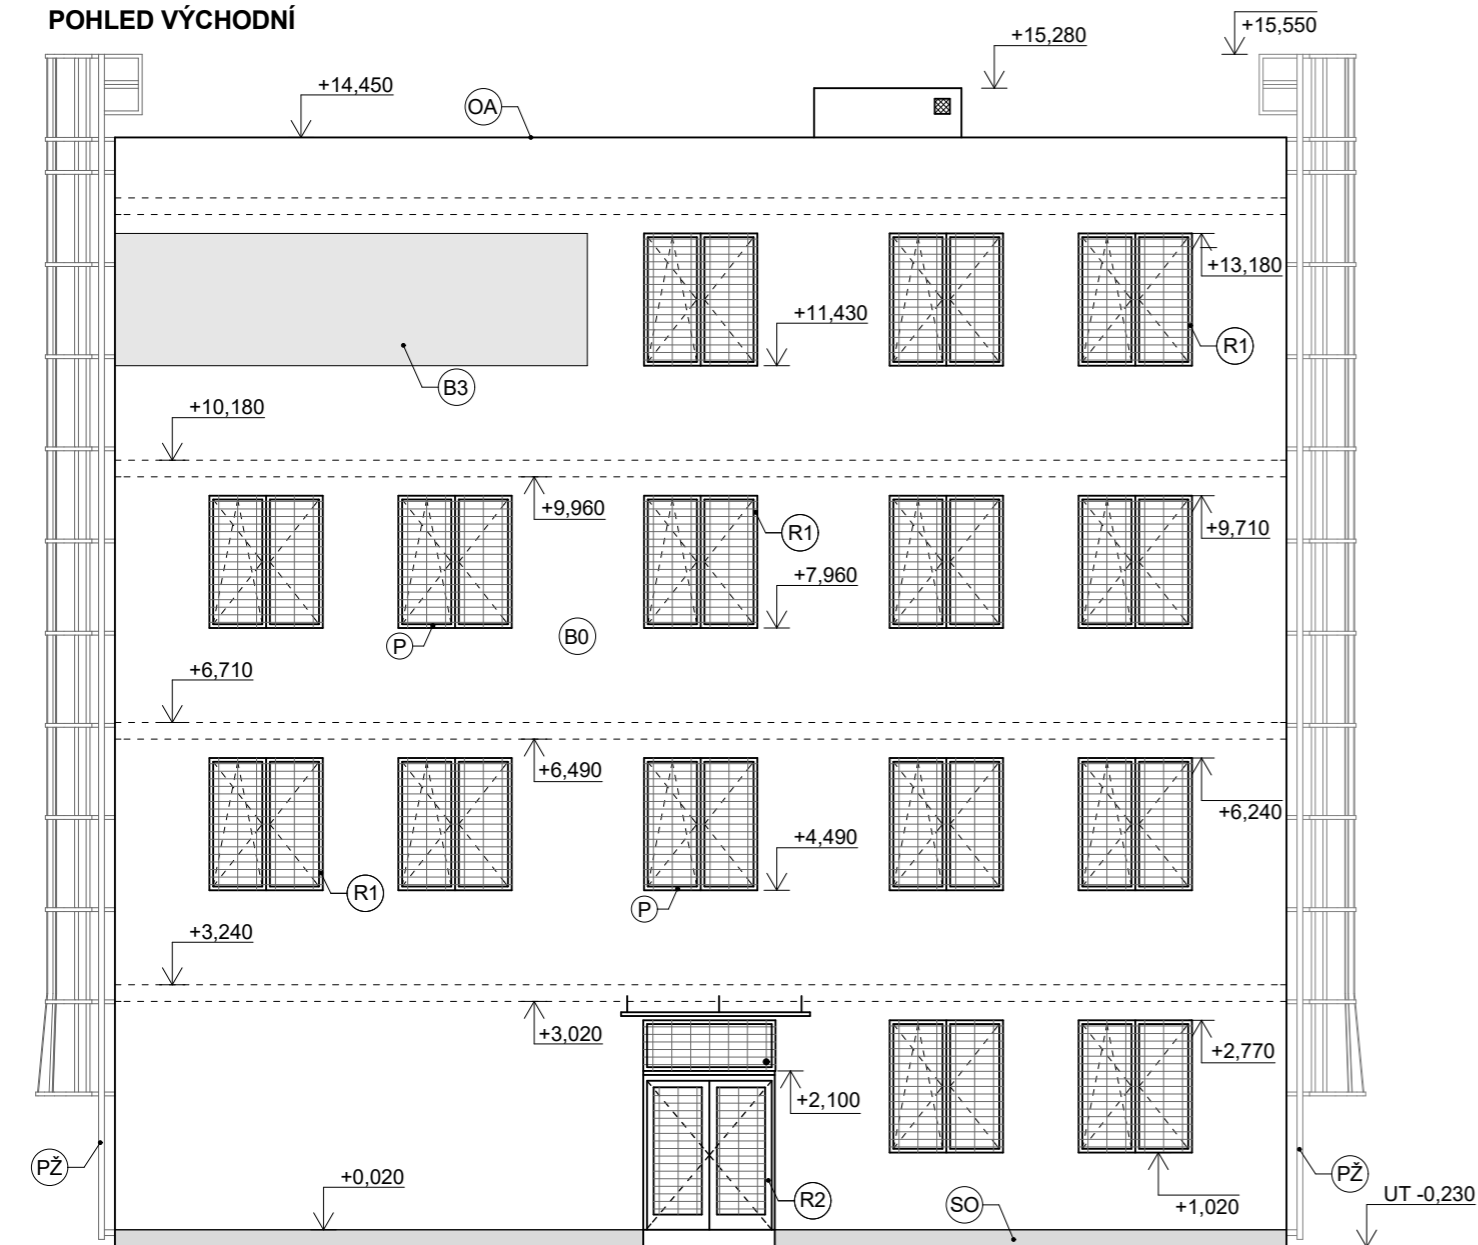 POHLED VÝCHODNÍ
+15,550
+15,280
+14,450
OA
+13,180
+11,430
R1
B3
+10,180
+9,960
R1
+9,710
+7,960
P
B0
+6,710
+6,490
+6,240
+4,490
R1
P
+3,240
+3,020
+2,770
+2,100
PŽ
+0,020
R2
SO
+1,020
PŽ
UT -0,230